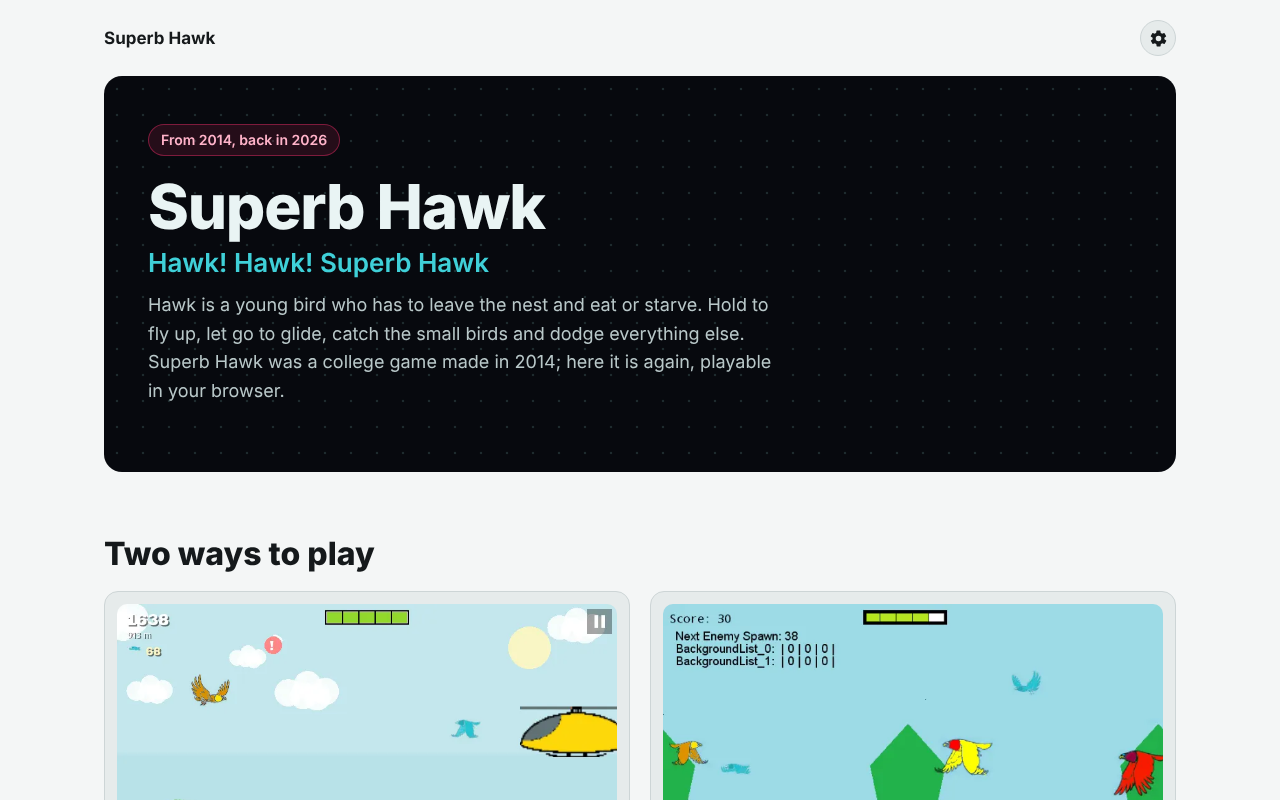 Superb Hawk
From 2014, back in 2026
Superb Hawk
Hawk! Hawk! Superb Hawk
Hawk is a young bird who has to leave the nest and eat or starve. Hold to
fly up, let go to glide, catch the small birds and dodge everything else.
Superb Hawk was a college game made in 2014; here it is again, playable
in your browser.
Two ways to play
1638
913 m
68
!
Score: 30
Next Enemy Spawn: 38
BackgroundList_0: | 0 | 0 | 0 |
BackgroundList_1: | 0 | 0 | 0 |